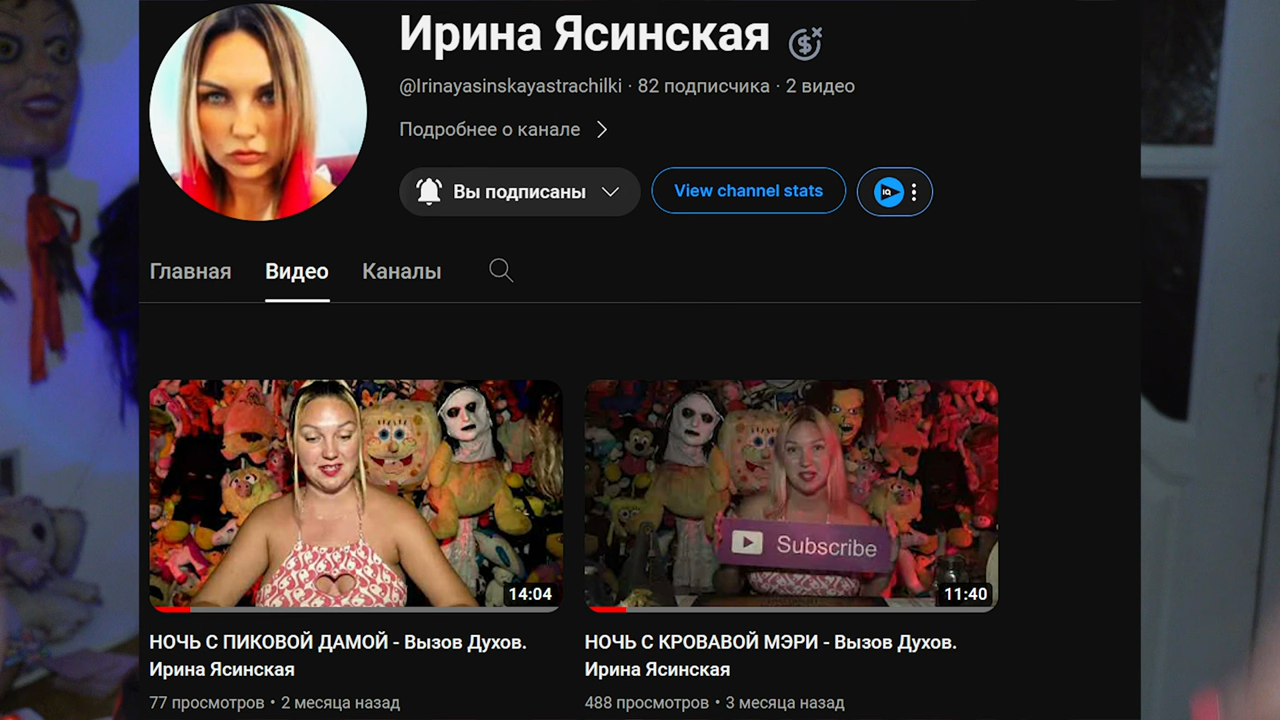 Ирина Ясинская
@Irinayasinskayastrachilki · 82 подписчика · 2 видео
Подробнее о канале
Вы подписаны
View channel stats
IQ
Главная
Видео
Каналы
Subscribe
14:04
11:40
НОЧЬ С ПИКОВОЙ ДАМОЙ - Вызов Духов.
Ирина Ясинская
77 просмотров • 2 месяца назад
НОЧЬ С КРОВАВОЙ МЭРИ - Вызов Духов.
Ирина Ясинская
488 просмотров • 3 месяца назад